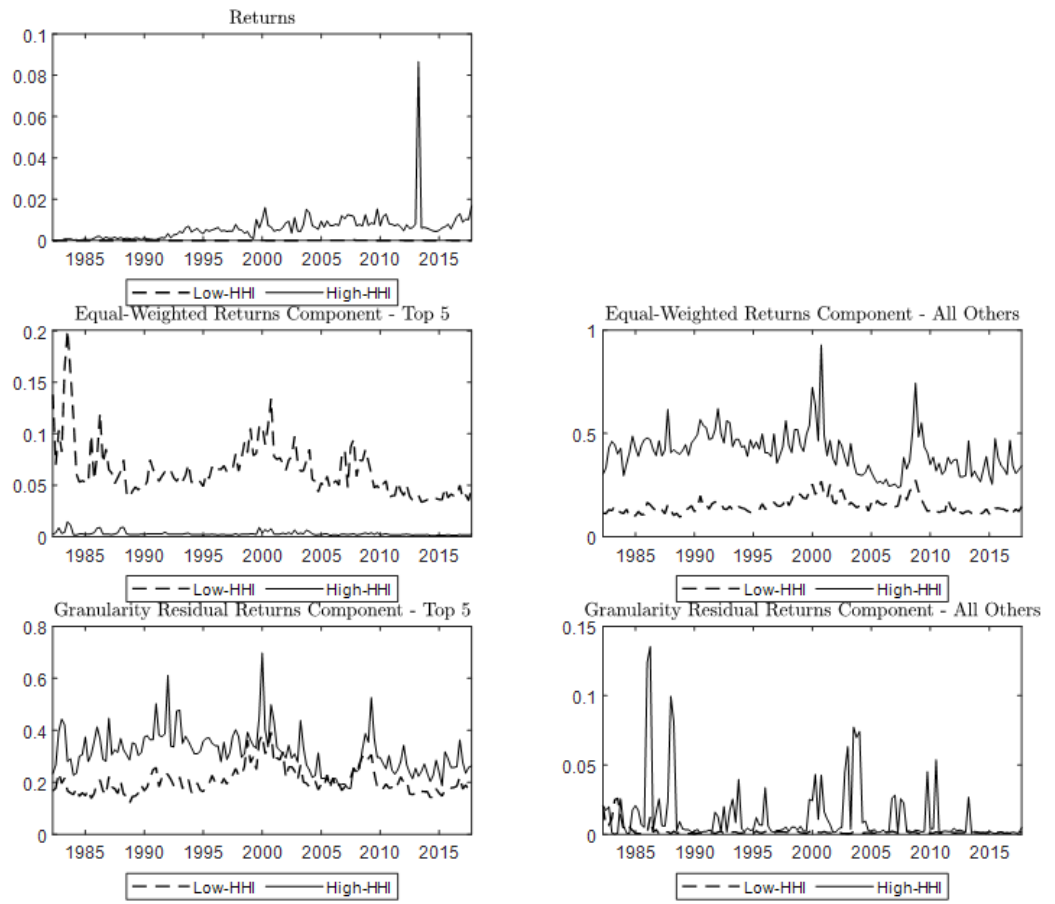 Returns
0.1
0.08
0.06
0.04
0.02
0
1985 1990 1995 2000 2005 2010 2015
Low-HHI High-HHI
Equal-Weighted Returns Component - Top 5
0.2
0.15
0.1
0.05
0
1985 1990 1995 2000 2005 2010 2015
Low-HHI High-HHI
Equal-Weighted Returns Component - All Others
1
0.5
0
1985 1990 1995 2000 2005 2010 2015
Low-HHI High-HHI
Granularity Residual Returns Component - Top 5
0.8
0.6
0.4
0.2
0
1985 1990 1995 2000 2005 2010 2015
Low-HHI High-HHI
Granularity Residual Returns Component - All Others
0.15
0.1
0.05
0
1985 1990 1995 2000 2005 2010 2015
Low-HHI High-HHI